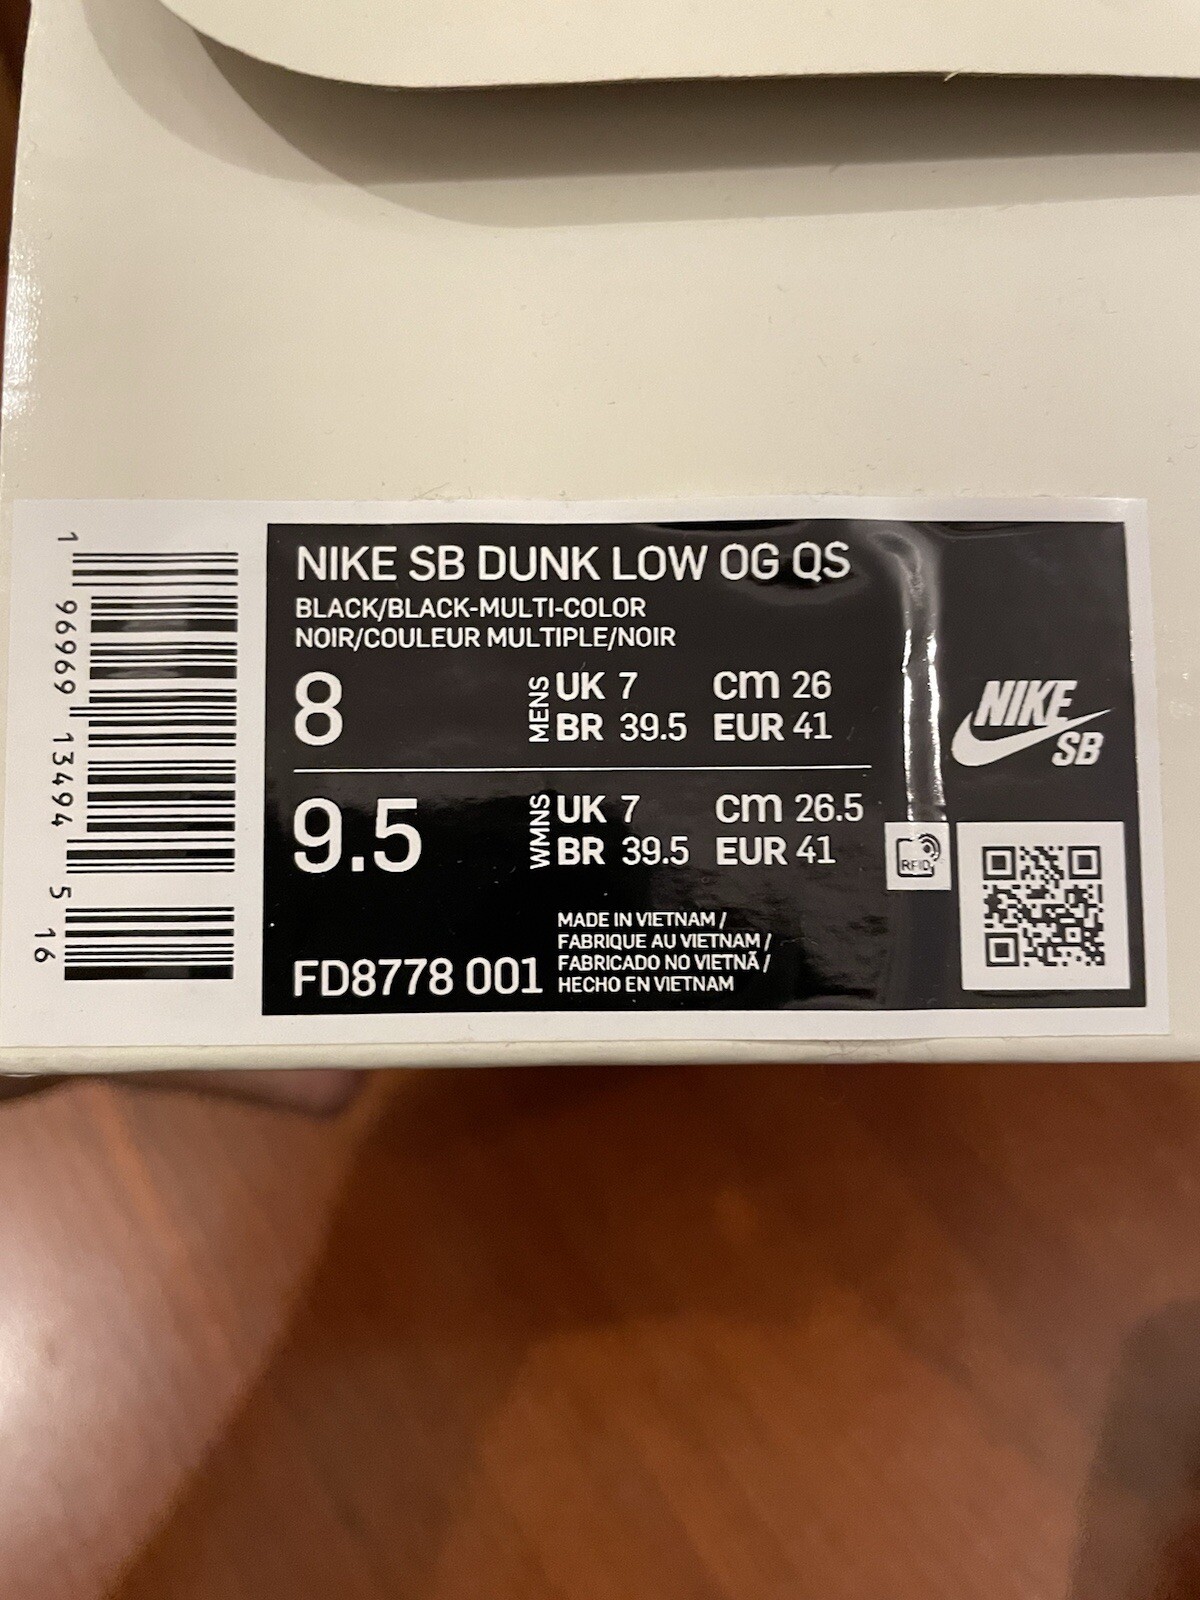 NIKE SB DUNK LOW OG QS
BLACK/BLACK-MULTI-COLOR
NOIR/COULEUR MULTIPLE/NOIR
8 MENS UK 7 cm 26
BR 39.5 EUR 41
9.5 WMNS UK 7 cm 26.5
BR 39.5 EUR 41
MADE IN VIETNAM /
FABRIQUE AU VIETNAM /
FABRICADO NO VIETNÃ /
HECHO EN VIETNAM
FD8778 001
NIKE
SB
RFID
1 96969 13494 5 16